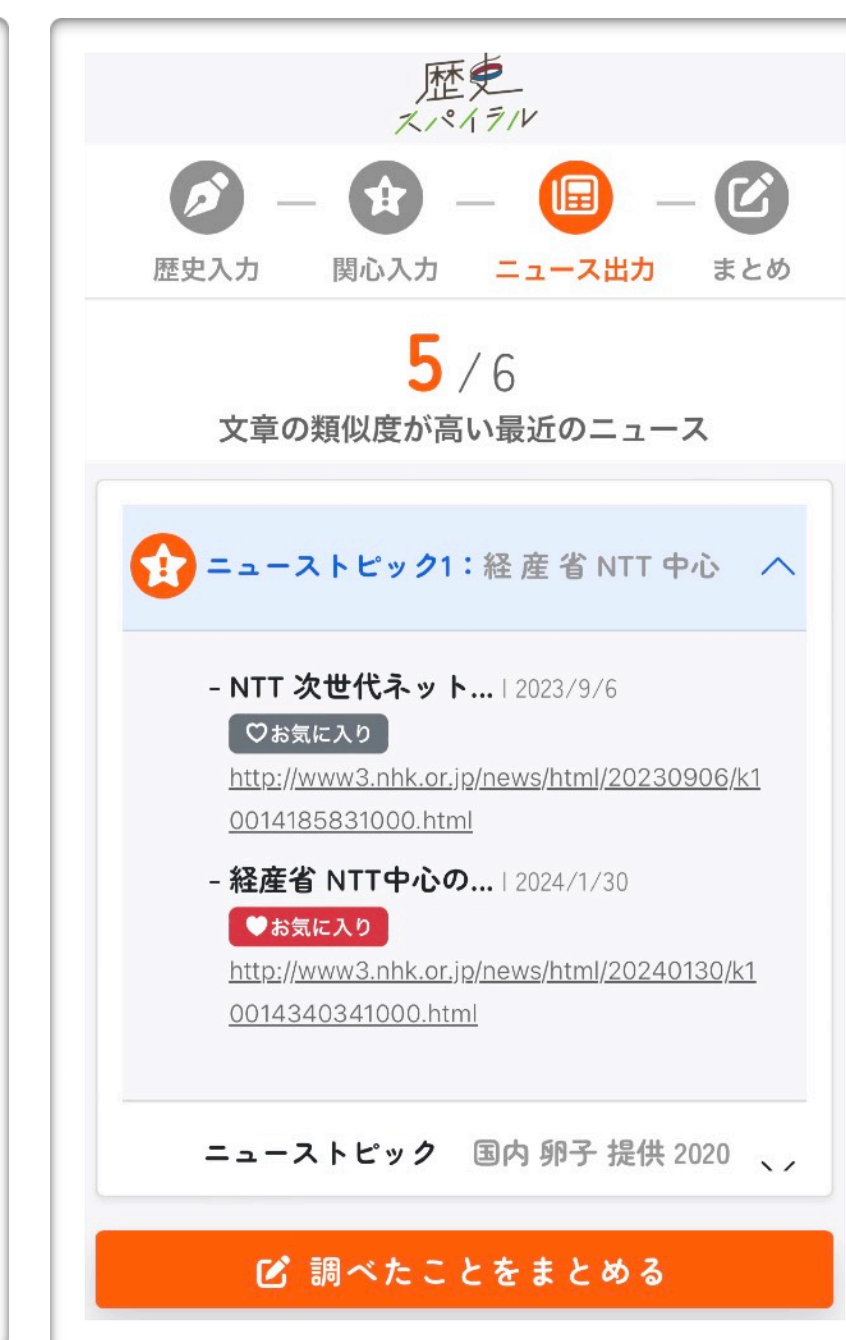 歴史
スパイラル
歴史入力 関心入力 ニュース出力 まとめ
5 / 6
文章の類似度が高い最近のニュース
ニューストピック1：経 産 省 NTT 中心
- NTT 次世代ネット... | 2023/9/6
♡お気に入り
http://www3.nhk.or.jp/news/html/20230906/k1
0014185831000.html
- 経産省 NTT中心の... | 2024/1/30
♥お気に入り
http://www3.nhk.or.jp/news/html/20240130/k1
0014340341000.html
ニューストピック 国内 卵子 提供 2020
調べたことをまとめる